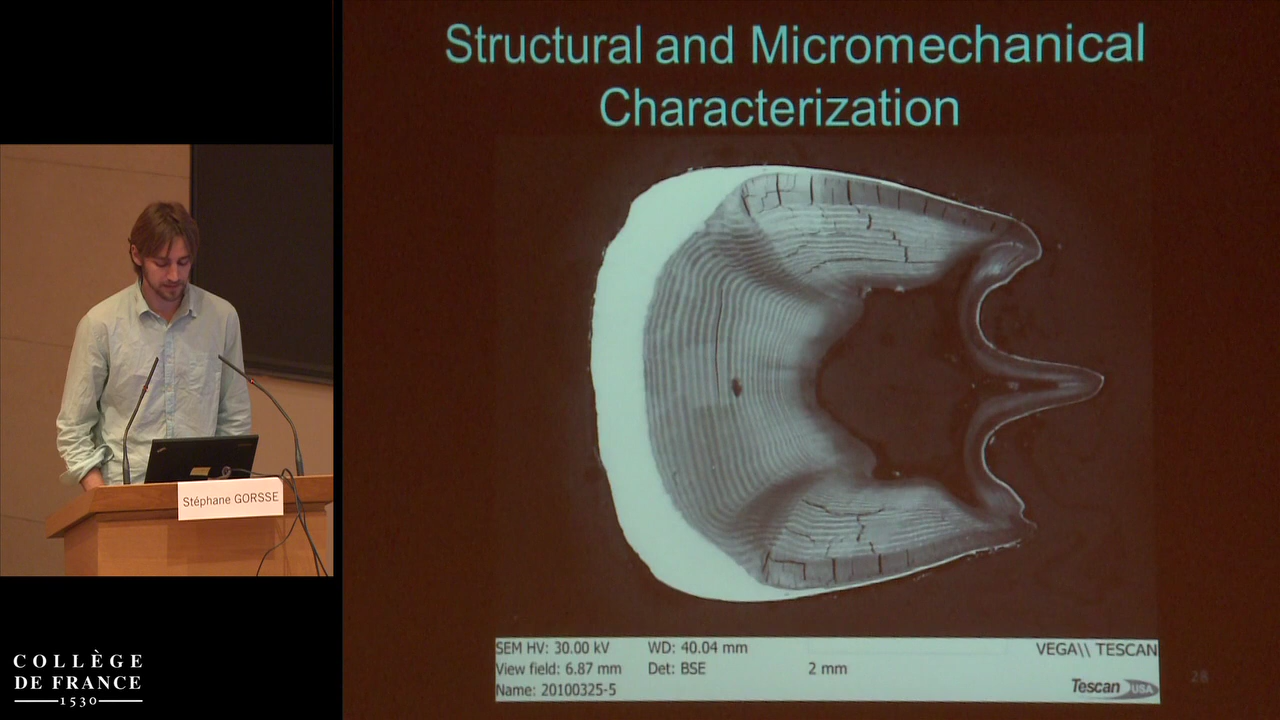 Structural and Micromechanical
Characterization
Stéphane GORSSE
SEM HV: 30.00 kV
WD: 40.04 mm
VEGA\\ TESCAN
View field: 6.87 mm
Det: BSE
2 mm
Name: 20100325-5
Tescan USA
28
COLLÈGE
DE FRANCE
1530